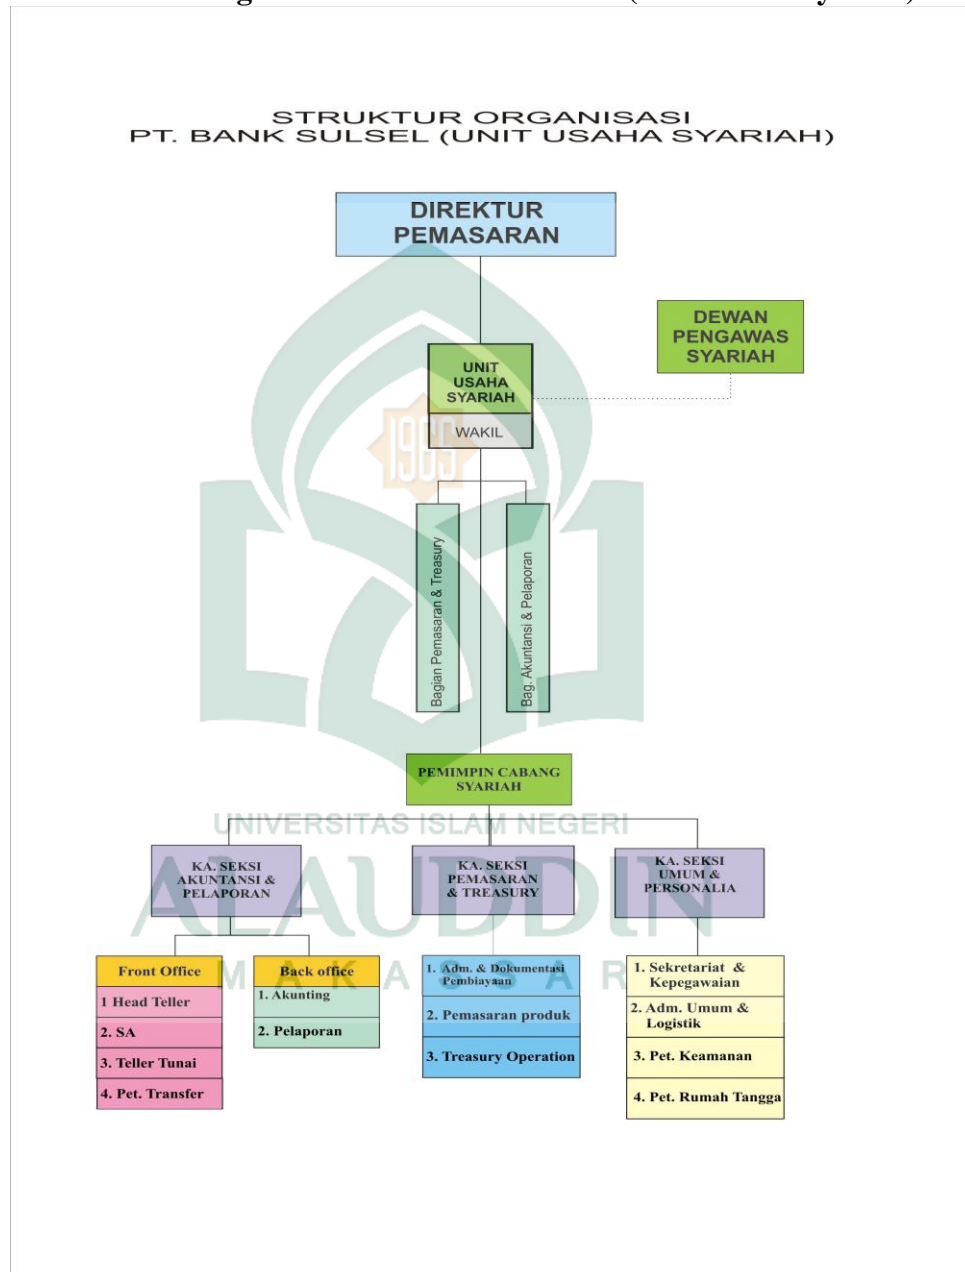 STRUKTUR ORGANISASI
PT. BANK SULSEL (UNIT USAHA SYARIAH)
DIREKTUR
PEMASARAN
DEWAN
PENGAWAS
SYARIAH
UNIT
USAHA
SYARIAH
WAKIL
1965
Bagian Pemasaran & Treasury
Bag. Akuntansi & Pelaporan
PEMIMPIN CABANG
SYARIAH
UNIVERSITAS ISLAM NEGERI
ALAUDDIN
MAKASSAR
KA. SEKSI
AKUNTANSI &
PELAPORAN
KA. SEKSI
PEMASARAN
& TREASURY
KA. SEKSI
UMUM &
PERSONALIA
Front Office
1 Head Teller
2. SA
3. Teller Tunai
4. Pet. Transfer
Back office
1. Akunting
2. Pelaporan
1. Adm. & Dokumentasi
Pembiayaan
2. Pemasaran produk
3. Treasury Operation
1. Sekretariat &
Kepegawaian
2. Adm. Umum &
Logistik
3. Pet. Keamanan
4. Pet. Rumah Tangga